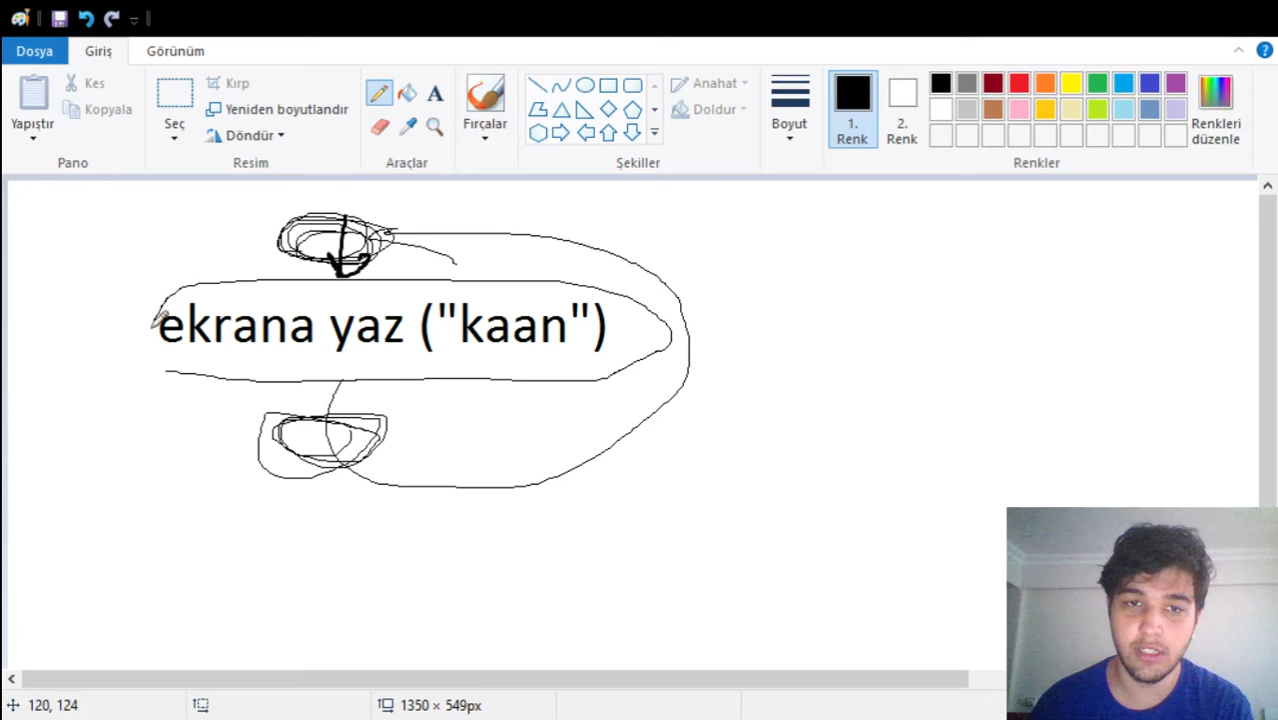 Dosya Giriş Görünüm
Yapıştır
Kes
Kopyala
Pano
Seç
Kırp
Yeniden boyutlandır
Döndür
Resim
A
Araçlar
Fırçalar
Şekiller
Anahat
Doldur
Boyut
1.
Renk
2.
Renk
Renkleri
düzenle
Renkler
ekrana yaz ("kaan")
120, 124
1350 × 549px